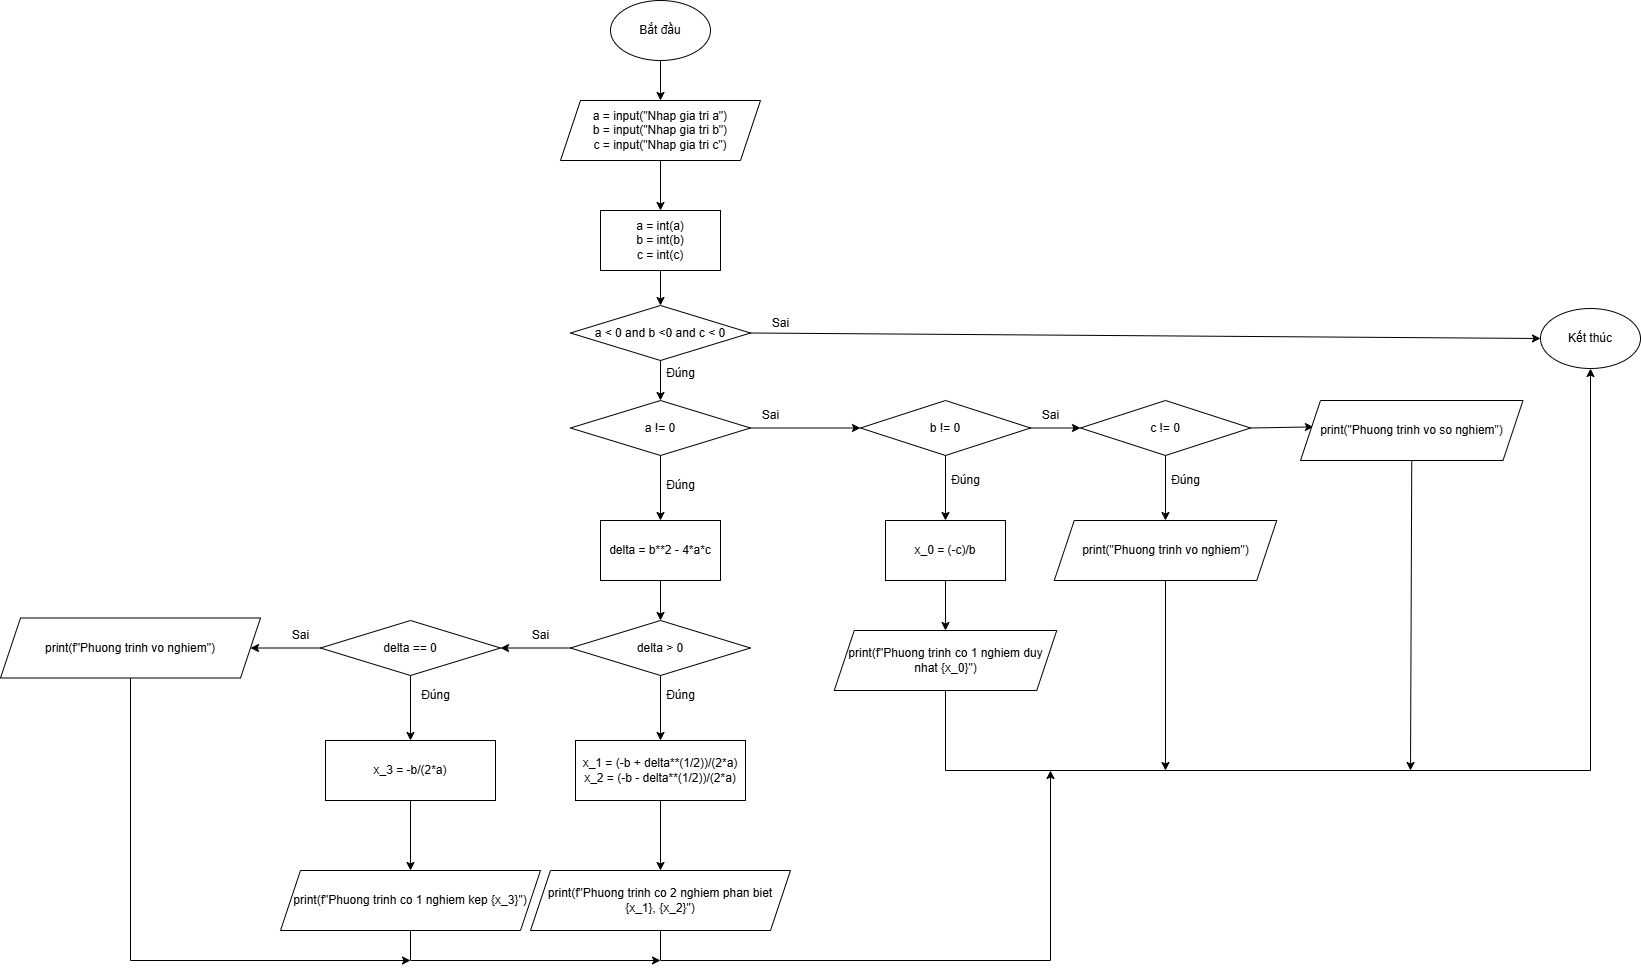 Bắt đầu
a = input("Nhap gia tri a")
b = input("Nhap gia tri b")
c = input("Nhap gia tri c")
a = int(a)
b = int(b)
c = int(c)
a < 0 and b <0 and c < 0
Sai
Kết thúc
Đúng
a != 0
Sai
b != 0
Sai
c != 0
print("Phuong trinh vo so nghiem")
Đúng
Đúng
Đúng
delta = b**2 - 4*a*c
x_0 = (-c)/b
print("Phuong trinh vo nghiem")
print(f"Phuong trinh vo nghiem")
Sai
delta == 0
Sai
delta > 0
print(f"Phuong trinh co 1 nghiem duy
nhat {x_0}")
Đúng
Đúng
x_3 = -b/(2*a)
x_1 = (-b + delta**(1/2))/(2*a)
x_2 = (-b - delta**(1/2))/(2*a)
print(f"Phuong trinh co 1 nghiem kep {x_3}")
print(f"Phuong trinh co 2 nghiem phan biet
{x_1}, {x_2}")